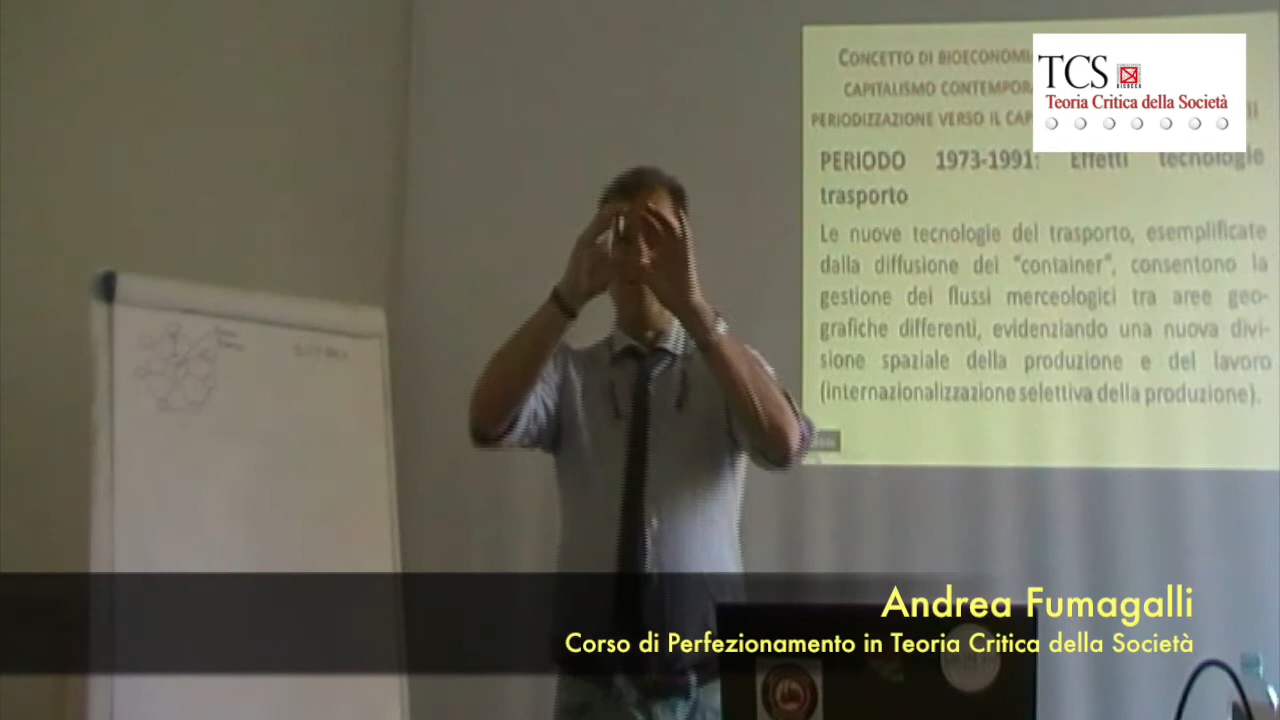 CONCETTO DI BIOECONOMI
CAPITALISMO CONTEMPOR
PERIODIZZAZIONE VERSO IL CAP
TCS
BICOCCA
Teoria Critica della Società
PERIODO 1973-1991: Effetti tecnologie
trasporto
Le nuove tecnologie del trasporto, esemplificate
dalla diffusione dei “container”, consentono la
gestione dei flussi merceologici tra aree geo-
grafiche differenti, evidenziando una nuova divi-
sione spaziale della produzione e del lavoro
(internazionalizzazione selettiva della produzione).
Andrea Fumagalli
Corso di Perfezionamento in Teoria Critica della Società